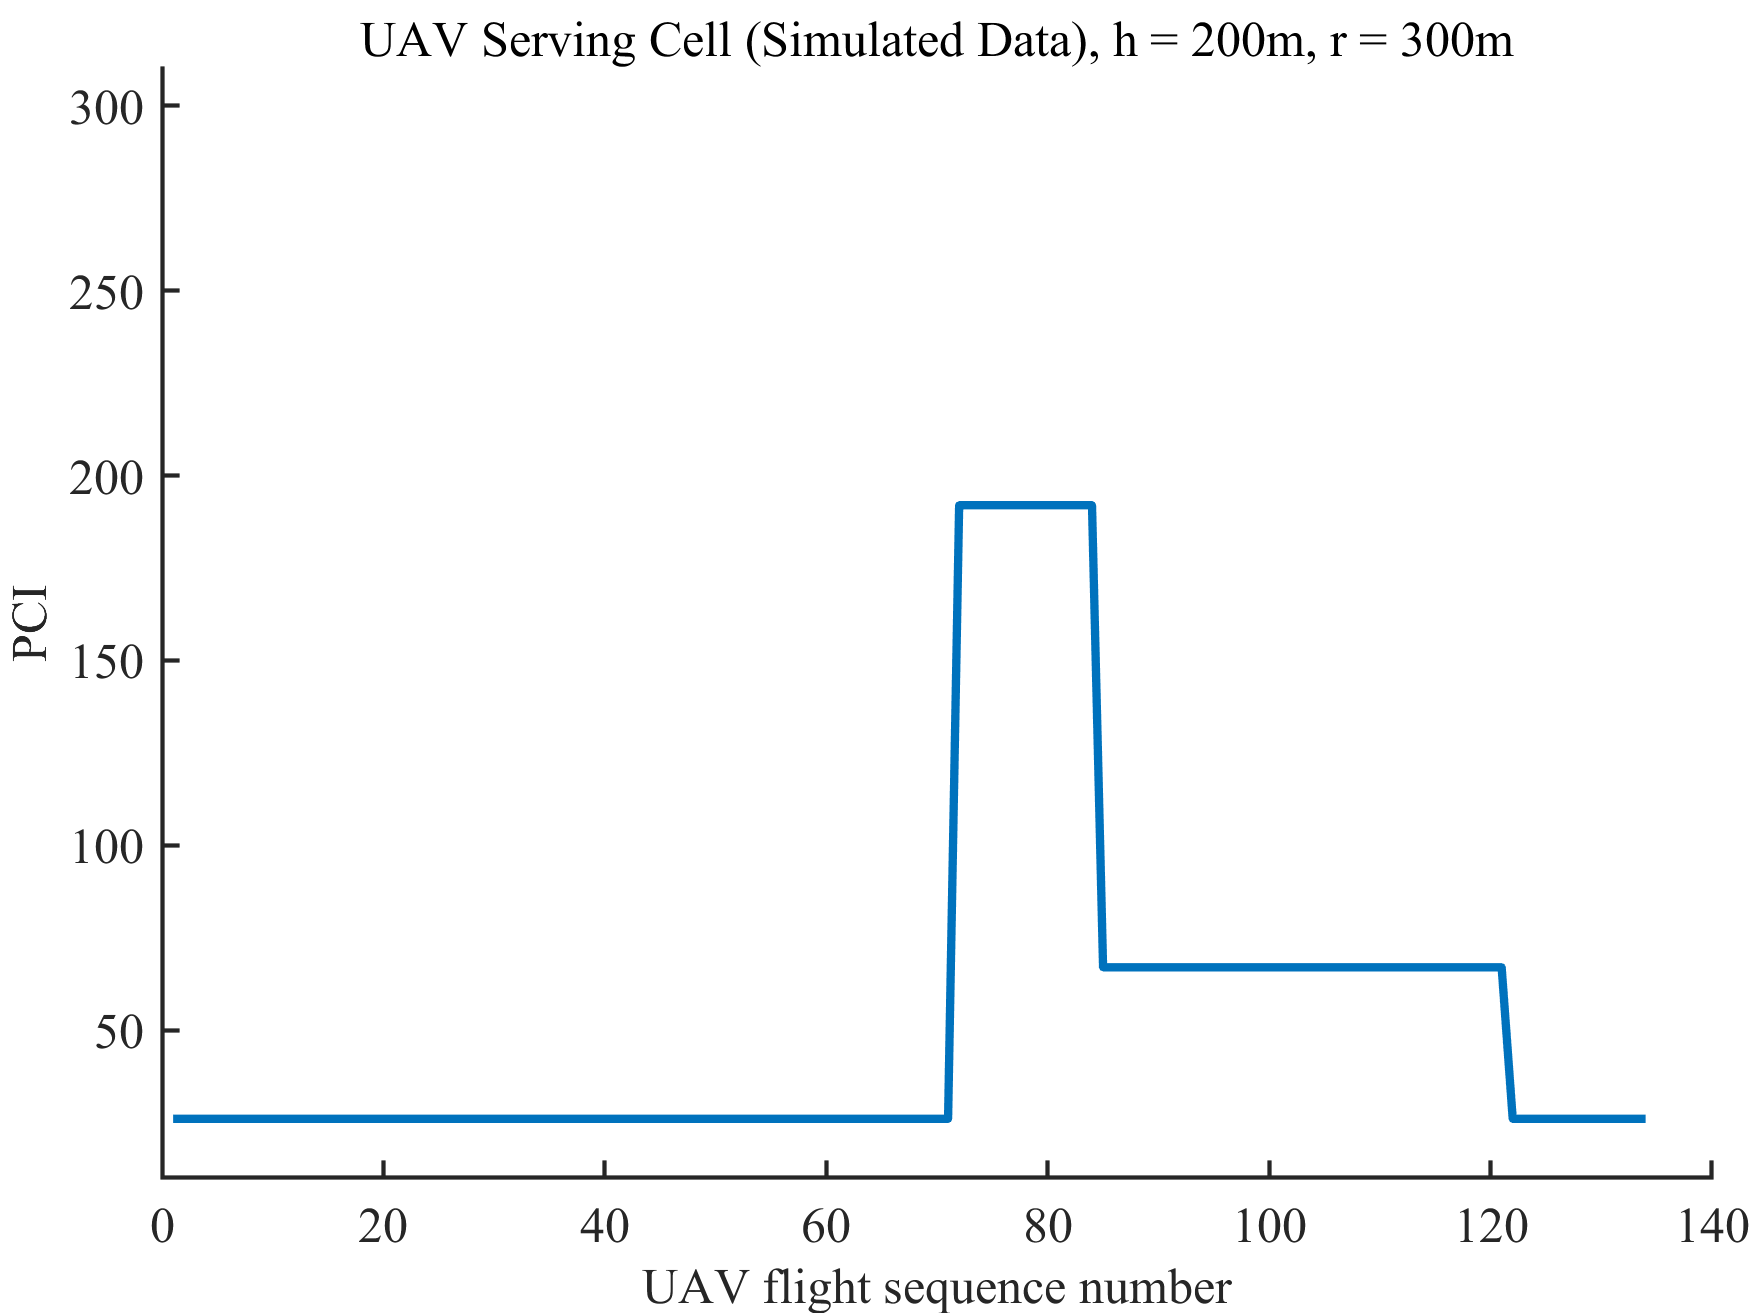 UAV Serving Cell (Simulated Data), h = 200m, r = 300m
300
250
200
150
100
50
PCI
0 20 40 60 80 100 120 140
UAV flight sequence number